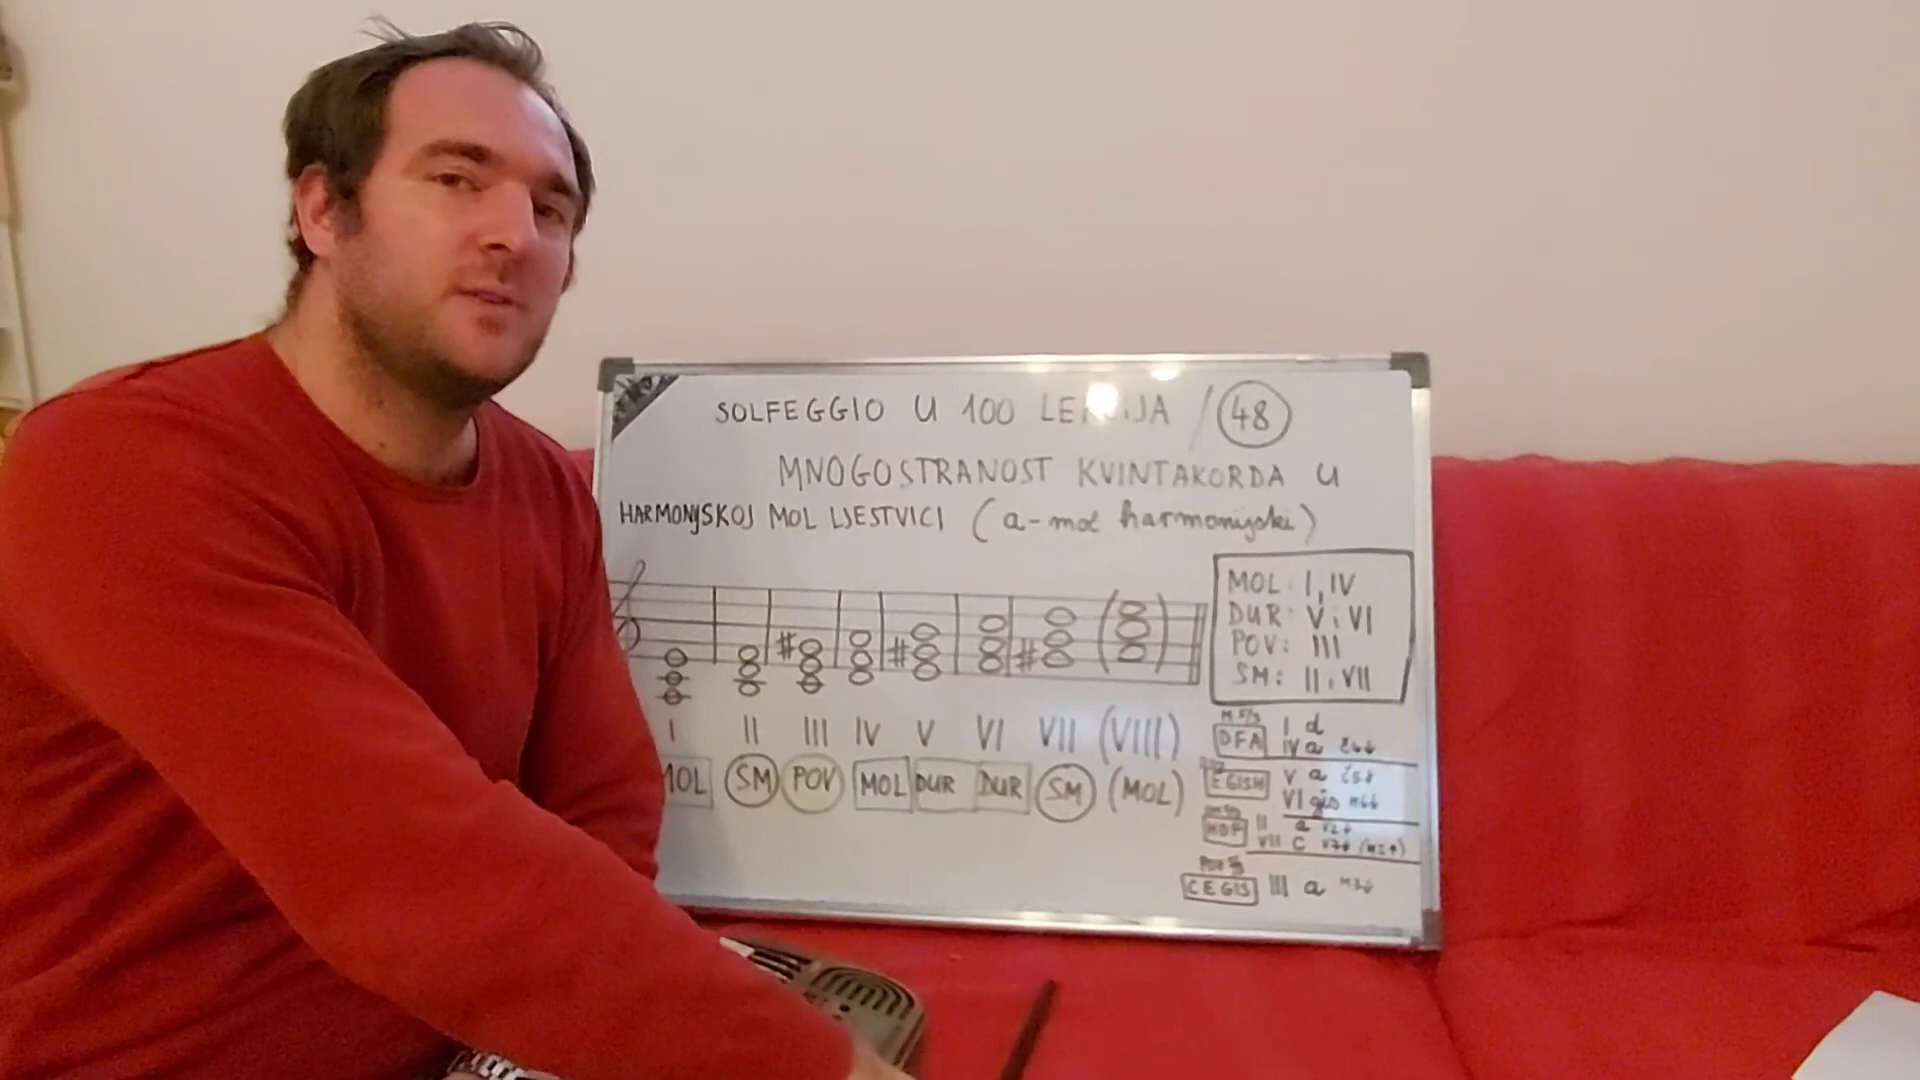 SOLFEGGIO U 100 LEKCIJA / 48
MNOGOSTRANOST KVINTAKORDA U
HARMONIJSKOJ MOL LJESTVICI (a-mol harmonijski)
MOL: I, IV
DUR: V i VI
POV: III
SM: II i VII
I II III IV V VI VII (VIII)
MOL SM POV MOL DUR DUR SM (MOL)
DFA I d
IV a
EGISH V a
VI gis
HDF II a
VII C
CEGIS III a